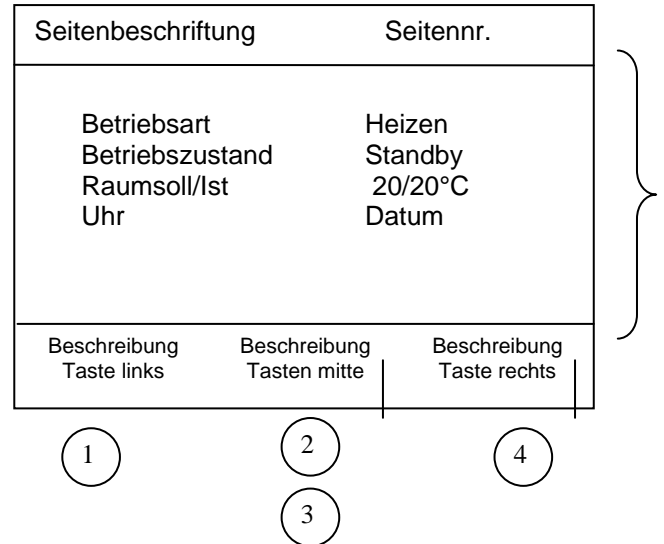 Seitenbeschriftung Seitennr.
Betriebsart Heizen
Betriebszustand Standby
Raumsoll/Ist 20/20°C
Uhr Datum
Beschreibung Beschreibung Beschreibung
Taste links Tasten mitte Taste rechts
1 2 4
3